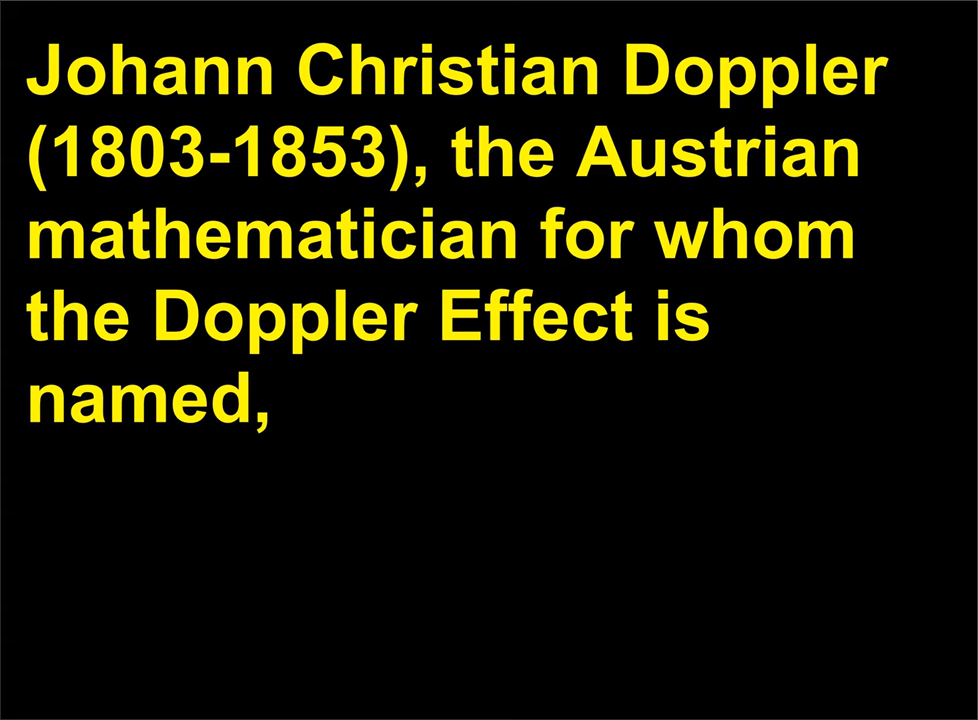 Johann Christian Doppler
(1803-1853), the Austrian
mathematician for whom
the Doppler Effect is
named,